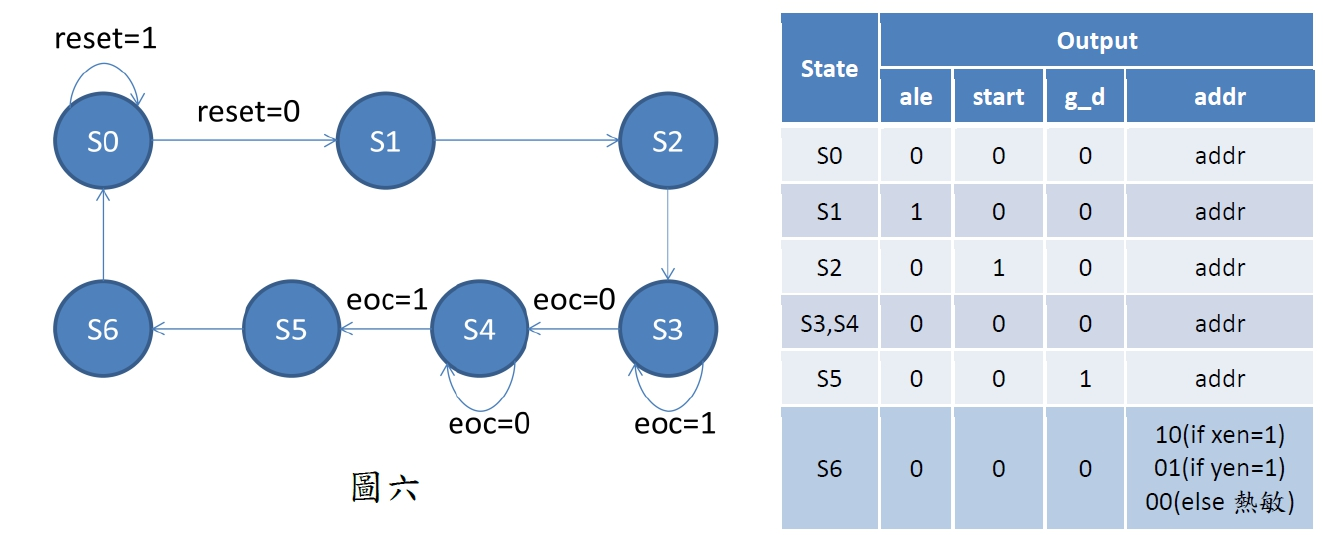 reset=1
reset=0
S0
S1
S2
S6
S5
eoc=1
S4
eoc=0
S3
eoc=0
eoc=1
圖六
State
Output
ale start g_d addr
S0 0 0 0 addr
S1 1 0 0 addr
S2 0 1 0 addr
S3,S4 0 0 0 addr
S5 0 0 1 addr
S6 0 0 0 10(if xen=1)
01(if yen=1)
00(else 熱敏)